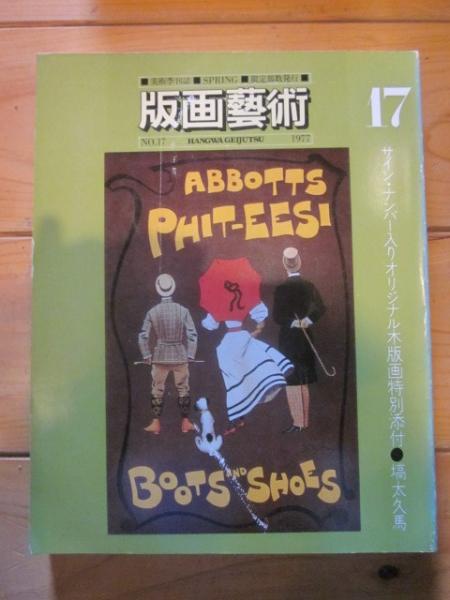 ■美術季刊誌■SPRING■限定部数発行■
版画藝術
NO.17 HANGWA GEIJUTSU 1977
17
サイン・ナンバー入りオリジナル木版画特別添付●塙太久馬
ABBOTTS
PHIT-EESI
BOOTS AND SHOES